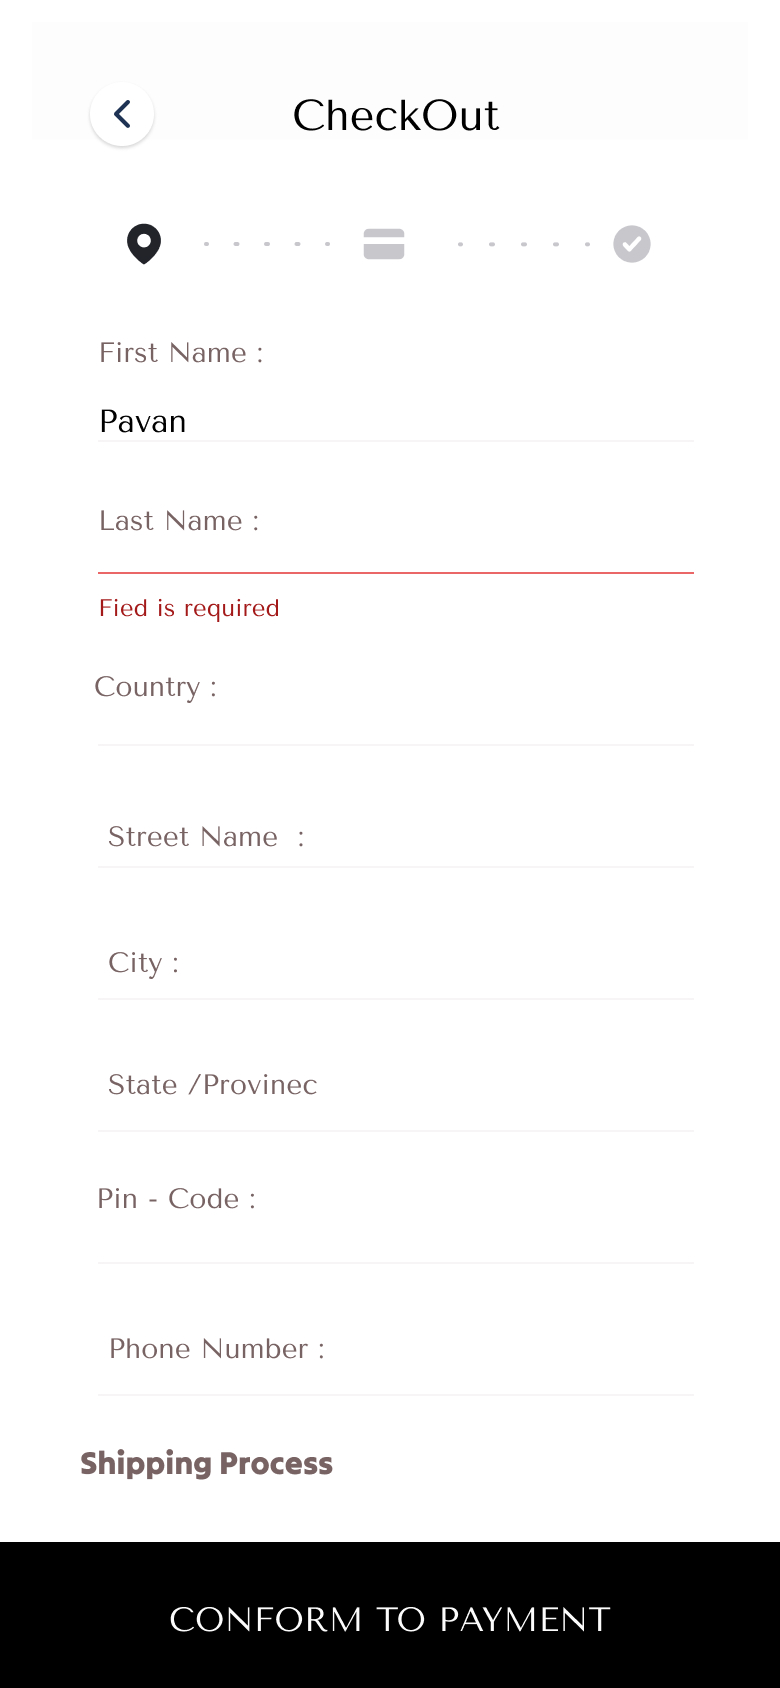 CheckOut
First Name :
Pavan
Last Name :
Fied is required
Country :
Street Name  :
City :
State /Provinec
Pin - Code :
Phone Number :
Shipping Process
CONFORM TO PAYMENT